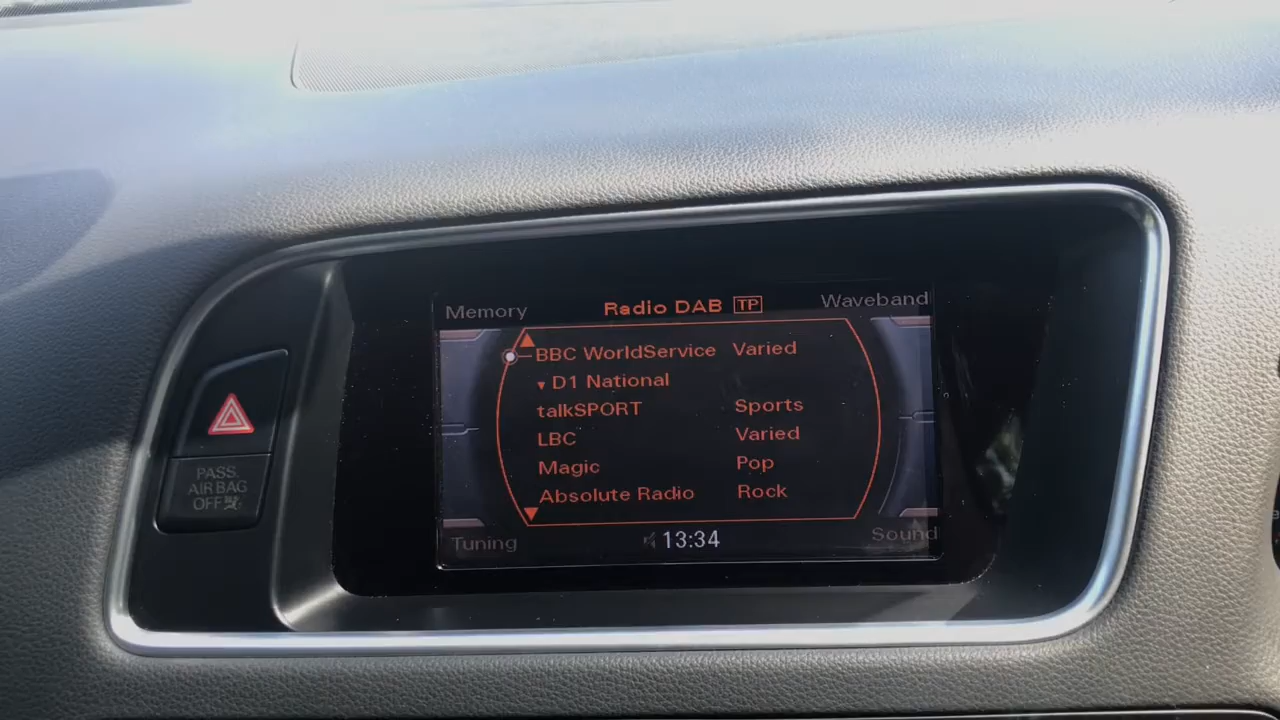 Memory Radio DAB TP Waveband
BBC WorldService Varied
▾ D1 National
talkSPORT Sports
LBC Varied
Magic Pop
Absolute Radio Rock
Tuning 13:34 Sound
PASS.
AIR BAG
OFF